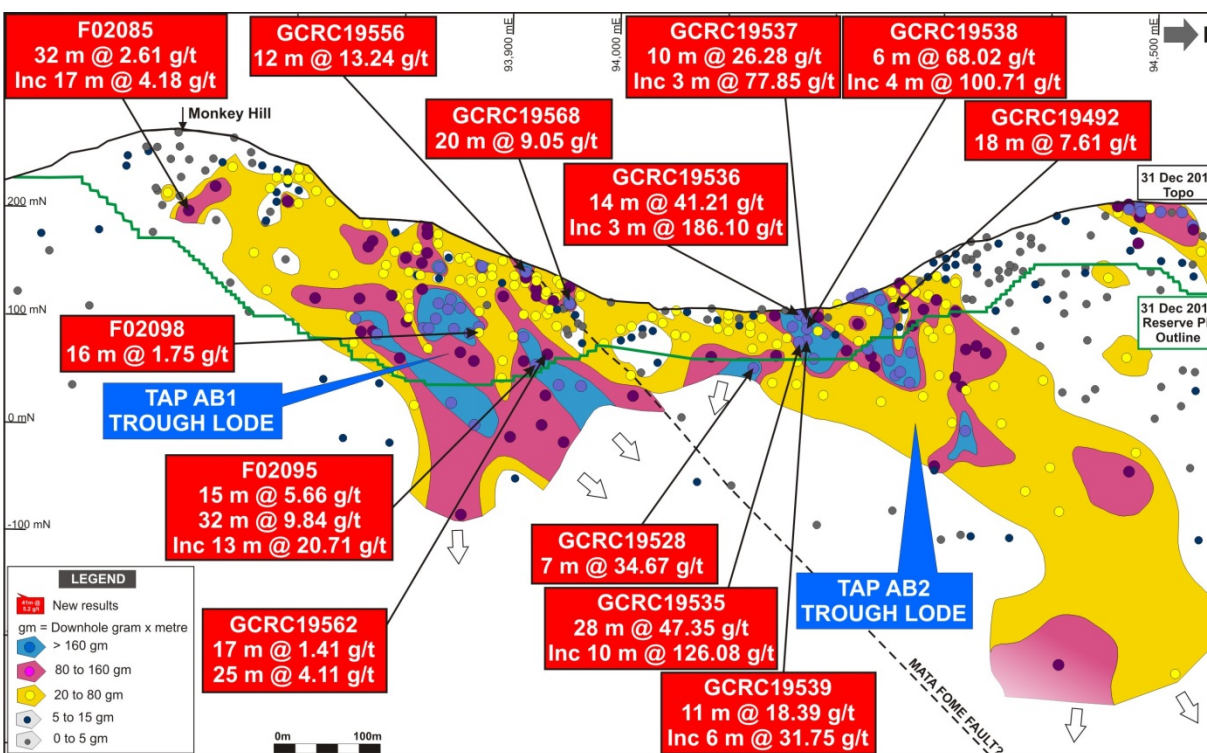 F02085
32 m @ 2.61 g/t
Inc 17 m @ 4.18 g/t
GCRC19556
12 m @ 13.24 g/t
93,900 mE
94,000 mE
GCRC19537
10 m @ 26.28 g/t
Inc 3 m @ 77.85 g/t
GCRC19538
6 m @ 68.02 g/t
Inc 4 m @ 100.71 g/t
94,500 mE
Monkey Hill
GCRC19568
20 m @ 9.05 g/t
GCRC19492
18 m @ 7.61 g/t
GCRC19536
14 m @ 41.21 g/t
Inc 3 m @ 186.10 g/t
31 Dec 201
Topo
200 mN
100 mN
0 mN
-100 mN
31 Dec 201
Reserve Pi
Outline
F02098
16 m @ 1.75 g/t
TAP AB1
TROUGH LODE
F02095
15 m @ 5.66 g/t
32 m @ 9.84 g/t
Inc 13 m @ 20.71 g/t
GCRC19562
17 m @ 1.41 g/t
25 m @ 4.11 g/t
GCRC19528
7 m @ 34.67 g/t
GCRC19535
28 m @ 47.35 g/t
Inc 10 m @ 126.08 g/t
GCRC19539
11 m @ 18.39 g/t
Inc 6 m @ 31.75 g/t
TAP AB2
TROUGH LODE
MATA FOME FAULT?
LEGEND
New results
gm = Downhole gram x metre
> 160 gm
80 to 160 gm
20 to 80 gm
5 to 15 gm
0 to 5 gm
0m 100m